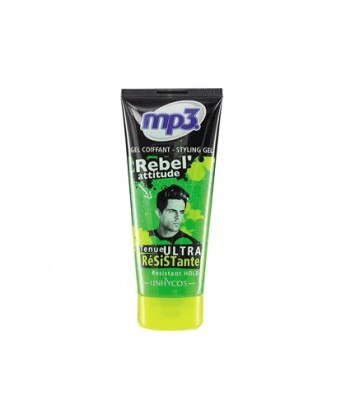 mp3.
GEL COIFFANT - STYLING GEL
Rebel'
attitude
Tenue ULTRA
RéSiSTante
Resistant HOLD
UNHYCOS